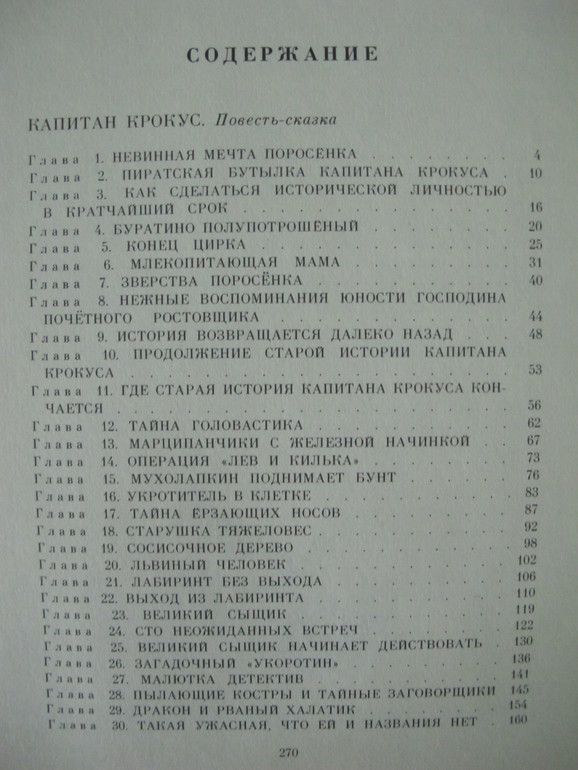 СОДЕРЖАНИЕ
КАПИТАН КРОКУС. Повесть-сказка
Глава 1. НЕВИННАЯ МЕЧТА ПОРОСЁНКА . . . . . . . . 4
Глава 2. ПИРАТСКАЯ БУТЫЛКА КАПИТАНА КРОКУСА . 10
Глава 3. КАК СДЕЛАТЬСЯ ИСТОРИЧЕСКОЙ ЛИЧНОСТЬЮ
В КРАТЧАЙШИЙ СРОК . . . . . . . . . . . . . . . 16
Глава 4. БУРАТИНО ПОЛУПОТРОШЁНЫЙ . . . . . . . . 20
Глава 5. КОНЕЦ ЦИРКА . . . . . . . . . . . . . . 25
Глава 6. МЛЕКОПИТАЮЩАЯ МАМА . . . . . . . . . . 31
Глава 7. ЗВЕРСТВА ПОРОСЁНКА . . . . . . . . . . . 40
Глава 8. НЕЖНЫЕ ВОСПОМИНАНИЯ ЮНОСТИ ГОСПОДИНА
ПОЧЁТНОГО РОСТОВЩИКА . . . . . . . . . . . . . 44
Глава 9. ИСТОРИЯ ВОЗВРАЩАЕТСЯ ДАЛЕКО НАЗАД . . . 48
Глава 10. ПРОДОЛЖЕНИЕ СТАРОЙ ИСТОРИИ КАПИТАНА
КРОКУСА . . . . . . . . . . . . . . . . . . . . 53
Глава 11. ГДЕ СТАРАЯ ИСТОРИЯ КАПИТАНА КРОКУСА КОН-
ЧАЕТСЯ . . . . . . . . . . . . . . . . . . . . 56
Глава 12. ТАЙНА ГОЛОВАСТИКА . . . . . . . . . . . 62
Глава 13. МАРЦИПАНЧИКИ С ЖЕЛЕЗНОЙ НАЧИНКОЙ . . . 67
Глава 14. ОПЕРАЦИЯ «ЛЕВ И КИЛЬКА» . . . . . . . . 73
Глава 15. МУХОЛАПКИН ПОДНИМАЕТ БУНТ . . . . . . 76
Глава 16. УКРОТИТЕЛЬ В КЛЕТКЕ . . . . . . . . . . 83
Глава 17. ТАЙНА ЁРЗАЮЩИХ НОСОВ . . . . . . . . . 87
Глава 18. СТАРУШКА ТЯЖЕЛОВЕС . . . . . . . . . . 92
Глава 19. СОСИСОЧНОЕ ДЕРЕВО . . . . . . . . . . . 98
Глава 20. ЛЬВИНЫЙ ЧЕЛОВЕК . . . . . . . . . . . 102
Глава 21. ЛАБИРИНТ БЕЗ ВЫХОДА . . . . . . . . . 106
Глава 22. ВЫХОД ИЗ ЛАБИРИНТА . . . . . . . . . . 110
Глава 23. ВЕЛИКИЙ СЫЩИК . . . . . . . . . . . . 119
Глава 24. СТО НЕОЖИДАННЫХ ВСТРЕЧ . . . . . . . . 122
Глава 25. ВЕЛИКИЙ СЫЩИК НАЧИНАЕТ ДЕЙСТВОВАТЬ . . 130
Глава 26. ЗАГАДОЧНЫЙ «УКОРОТИН» . . . . . . . . 136
Глава 27. МАЛЮТКА ДЕТЕКТИВ . . . . . . . . . . . 141
Глава 28. ПЫЛАЮЩИЕ КОСТРЫ И ТАЙНЫЕ ЗАГОВОРЩИКИ 145
Глава 29. ДРАКОН И РВАНЫЙ ХАЛАТИК . . . . . . . 154
Глава 30. ТАКАЯ УЖАСНАЯ, ЧТО ЕЙ И НАЗВАНИЯ НЕТ . 160
270